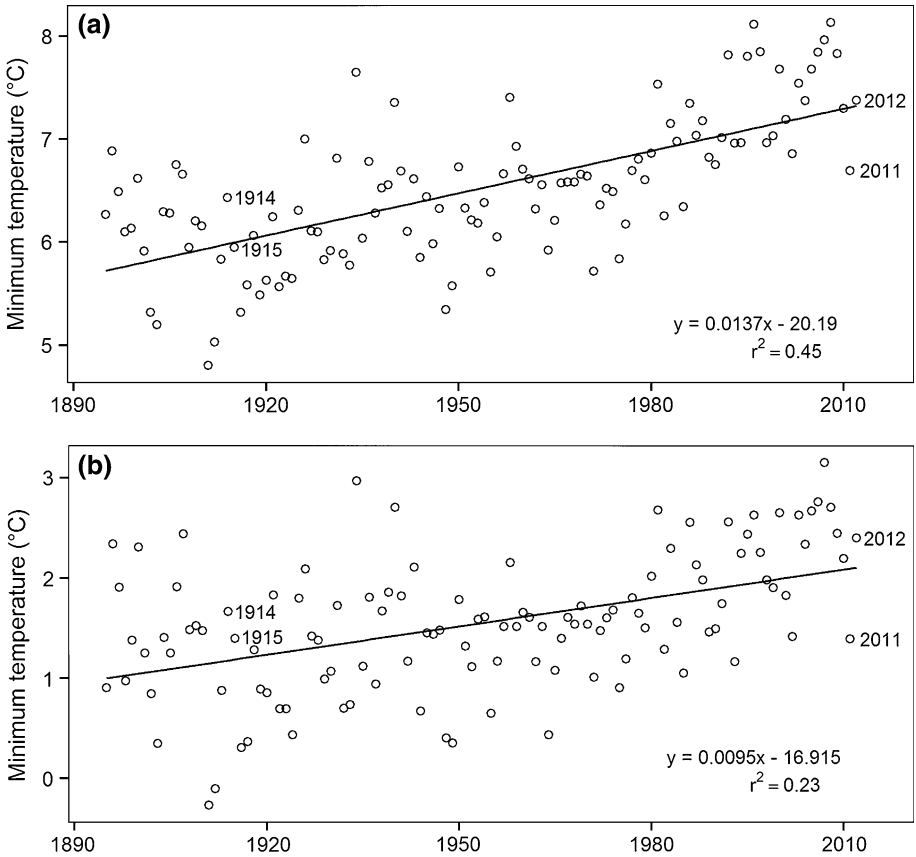 (a)
Minimum temperature (°C)
8
7
6
5
1914
1915
2012
2011
y = 0.0137x - 20.19
r² = 0.45
1890 1920 1950 1980 2010
(b)
Minimum temperature (°C)
3
2
1
0
1914
1915
2012
2011
y = 0.0095x - 16.915
r² = 0.23
1890 1920 1950 1980 2010